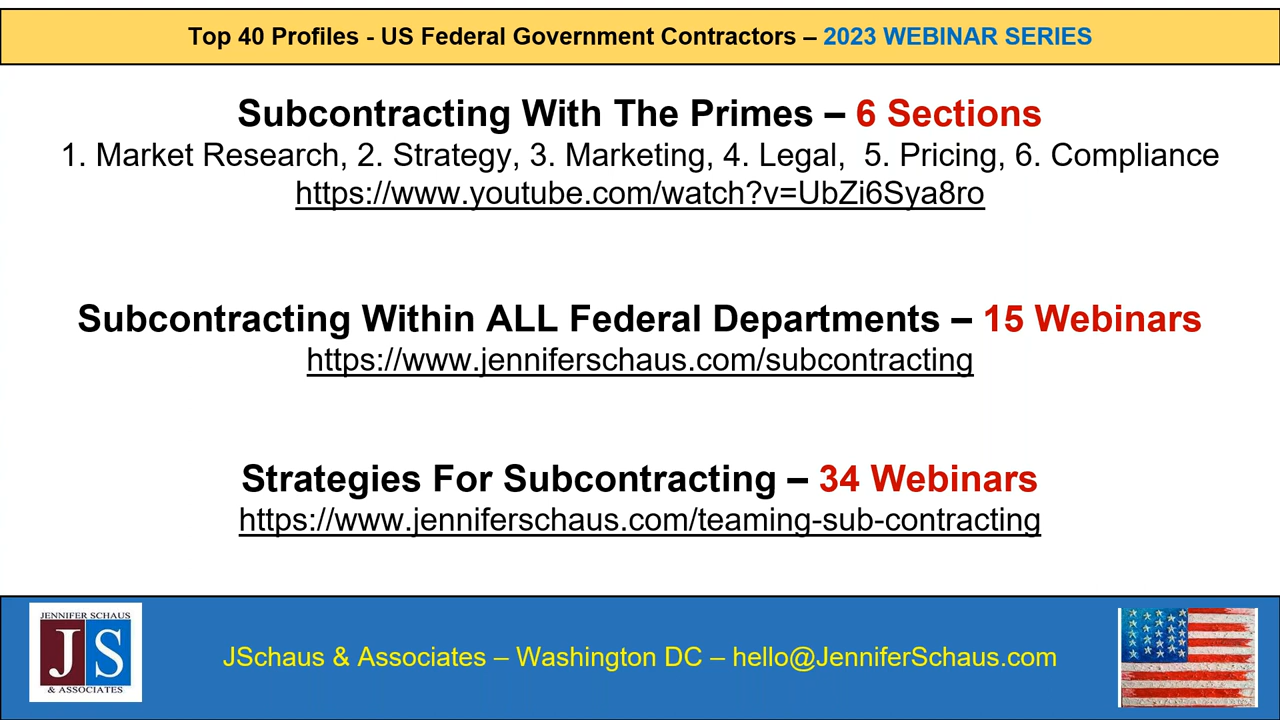 Top 40 Profiles - US Federal Government Contractors – 2023 WEBINAR SERIES
Subcontracting With The Primes – 6 Sections
1. Market Research, 2. Strategy, 3. Marketing, 4. Legal,  5. Pricing, 6. Compliance
https://www.youtube.com/watch?v=UbZi6Sya8ro
Subcontracting Within ALL Federal Departments – 15 Webinars
https://www.jenniferschaus.com/subcontracting
Strategies For Subcontracting – 34 Webinars
https://www.jenniferschaus.com/teaming-sub-contracting
JENNIFER SCHAUS
JS
& ASSOCIATES
JSchaus & Associates – Washington DC – hello@JenniferSchaus.com